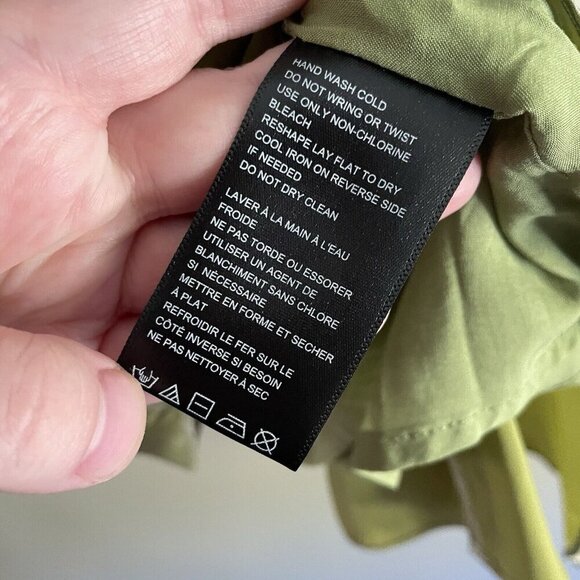 HAND WASH COLD
DO NOT WRING OR TWIST
USE ONLY NON-CHLORINE
BLEACH
RESHAPE LAY FLAT TO DRY
COOL IRON ON REVERSE SIDE
IF NEEDED
DO NOT DRY CLEAN
LAVER À LA MAIN À L'EAU
FROIDE
NE PAS TORDE OU ESSORER
UTILISER UN AGENT DE
BLANCHIMENT SANS CHLORE
SI NÉCESSAIRE
METTRE EN FORME ET SECHER
À PLAT
REFROIDIR LE FER SUR LE
CÔTÉ INVERSE SI BESOIN
NE PAS NETTOYER À SEC